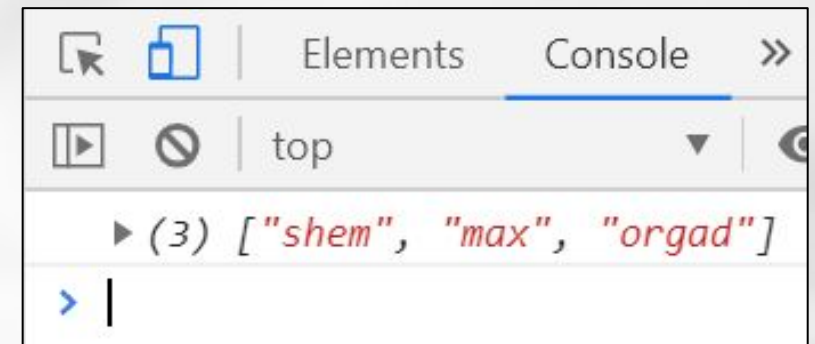 Elements Console »
top ▼
▶ (3) ["shem", "max", "orgad"]
>